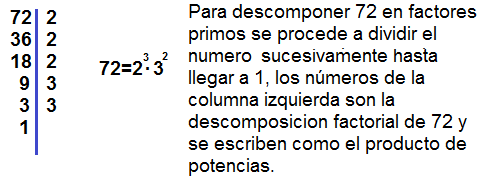 72 2
36 2
18 2
9 3
3 3
1
72=2³·3²
Para descomponer 72 en factores
primos se procede a dividir el
numero sucesivamente hasta
llegar a 1, los números de la
columna izquierda son la
descomposicion factorial de 72 y
se escriben como el producto de
potencias.